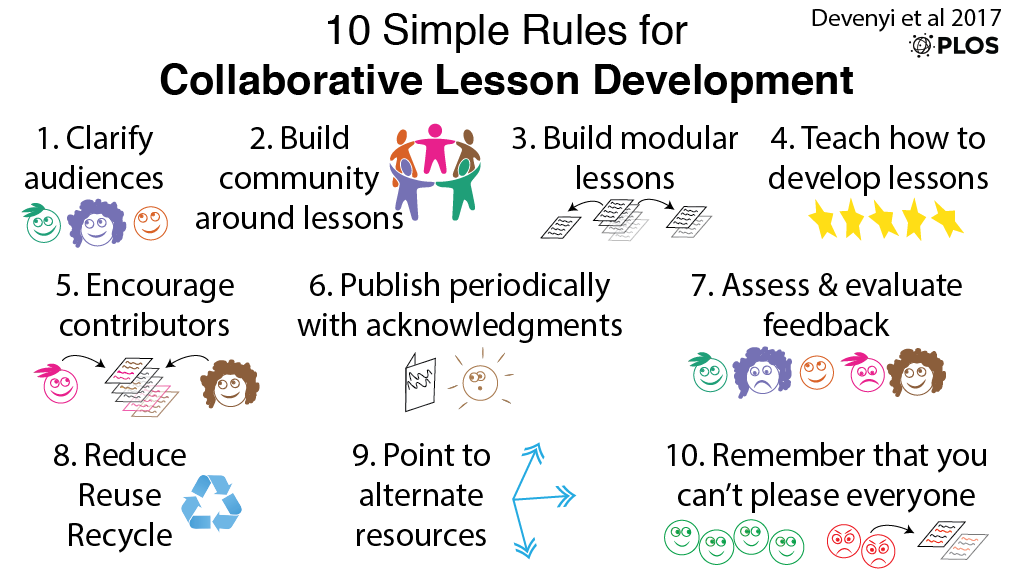 10 Simple Rules for
Collaborative Lesson Development
Devenyi et al 2017
PLOS
1. Clarify
audiences
2. Build
community
around lessons
3. Build modular
lessons
4. Teach how to
develop lessons
5. Encourage
contributors
6. Publish periodically
with acknowledgments
7. Assess & evaluate
feedback
8. Reduce
Reuse
Recycle
9. Point to
alternate
resources
10. Remember that you
can’t please everyone